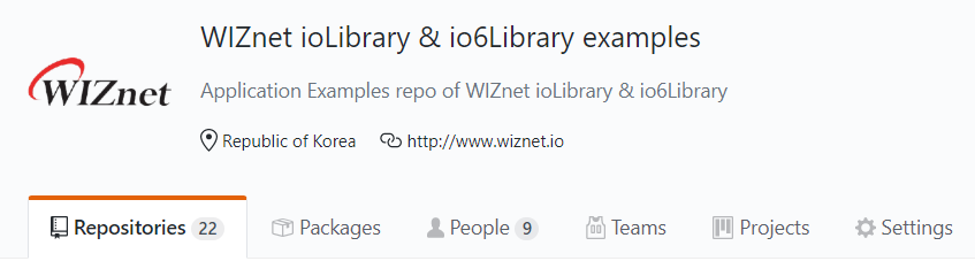 WIZnet ioLibrary & io6Library examples
WIZnet
Application Examples repo of WIZnet ioLibrary & io6Library
Republic of Korea http://www.wiznet.io
Repositories 22 Packages People 9 Teams Projects Settings